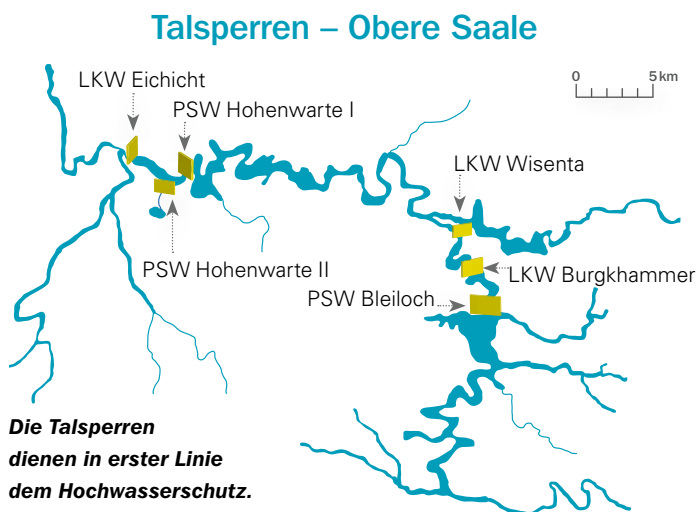 Talsperren – Obere Saale
LKW Eichicht
PSW Hohenwarte I
0 5 km
LKW Wisenta
PSW Hohenwarte II
LKW Burgkhammer
PSW Bleiloch
Die Talsperren
dienen in erster Linie
dem Hochwasserschutz.